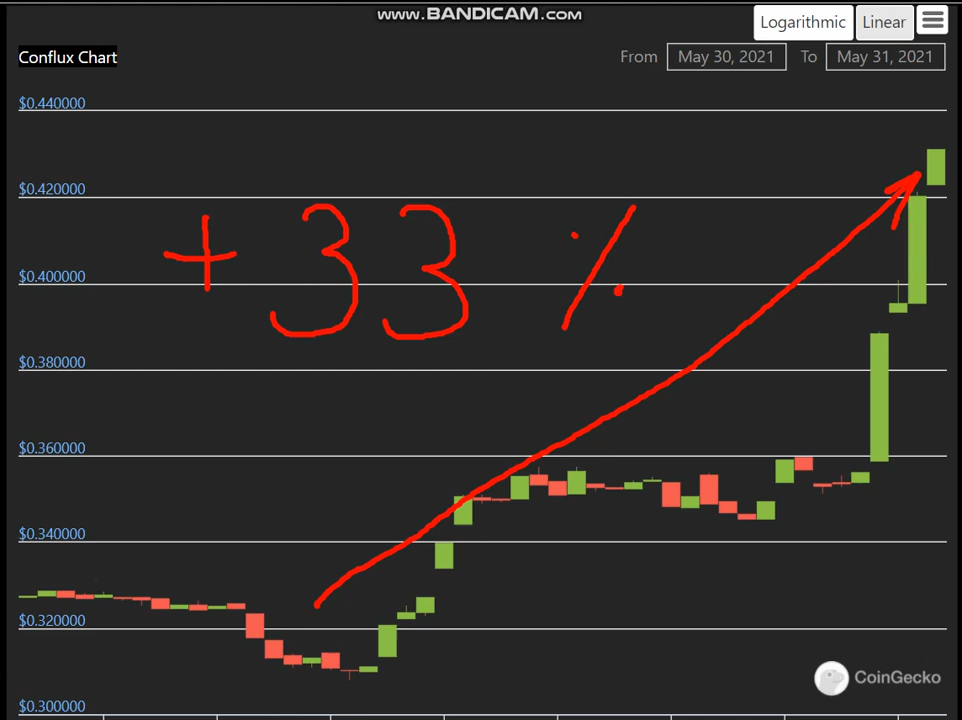 www.BANDICAM.com
Logarithmic Linear
Conflux Chart
From May 30, 2021 To May 31, 2021
$0.440000
$0.420000
+33%
$0.400000
$0.380000
$0.360000
$0.340000
$0.320000
CoinGecko
$0.300000